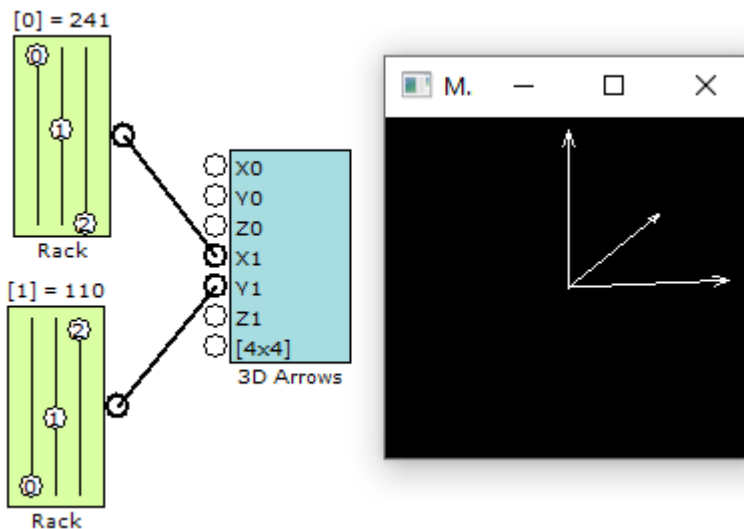 [0] = 241
0
1
2
Rack
[1] = 110
2
1
0
Rack
X0
Y0
Z0
X1
Y1
Z1
[4x4]
3D Arrows
M.